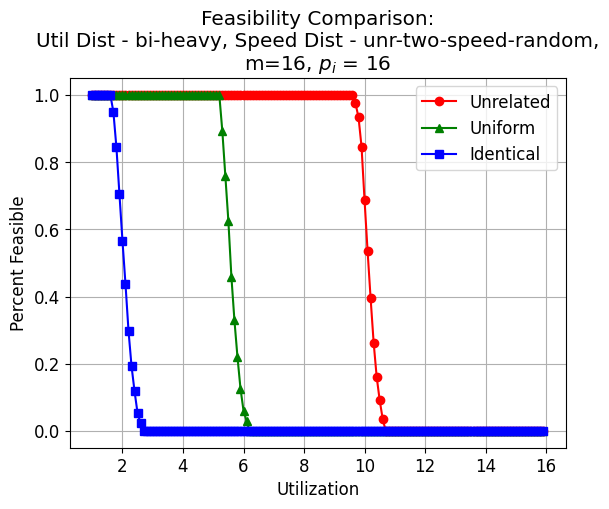 Feasibility Comparison:
Util Dist - bi-heavy, Speed Dist - unr-two-speed-random,
m=16, pᵢ = 16
Unrelated
Uniform
Identical
Percent Feasible
1.0
0.8
0.6
0.4
0.2
0.0
2 4 6 8 10 12 14 16
Utilization